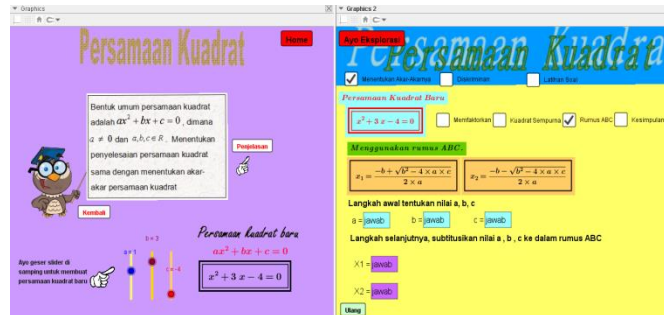 Graphics
Persamaan Kuadrat
Home
Bentuk umum persamaan kuadrat
adalah ax² + bx + c = 0 , dimana
a ≠ 0 dan a,b,c ∈ R . Menentukan
penyelesaian persamaan kuadrat
sama dengan menentukan akar-
akar persamaan kuadrat
Penjelasan
Kembali
Ayo geser slider di
samping untuk membuat
persamaan kuadrat baru
a = 1
b = 3
c = -4
Persamaan Kuadrat baru
ax² + bx + c = 0
x² + 3 x − 4 = 0
Graphics 2
Ayo Eksplorasi
Persamaan Kuadrat
Menentukan Akar-Akarnya
Diskriminan
Latihan Soal
Persamaan Kuadrat Baru
x² + 3 x − 4 = 0
Memfaktorkan
Kuadrat Sempurna
Rumus ABC
Kesimpulan
Menggunakan rumus ABC.
x₁ = (−b + √(b² − 4 × a × c)) / (2 × a)
x₂ = (−b − √(b² − 4 × a × c)) / (2 × a)
Langkah awal tentukan nilai a, b, c
a = jawab
b = jawab
c = jawab
Langkah selanjutnya, subtitusikan nilai a , b , c ke dalam rumus ABC
X1 = jawab
X2 = jawab
Ulang